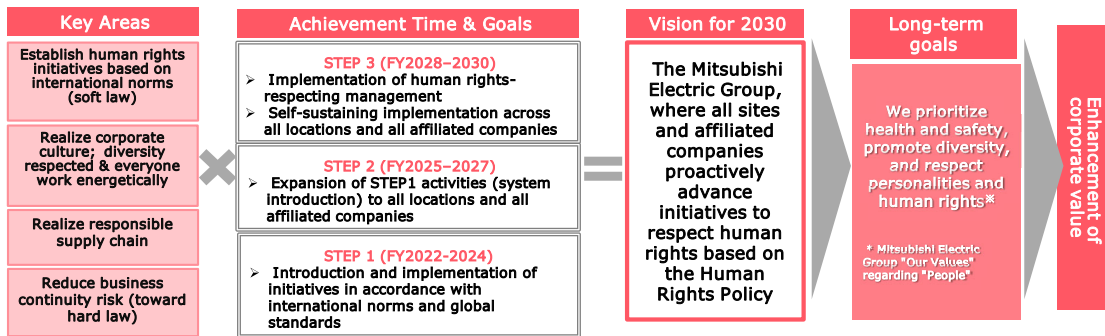 Key Areas
Establish human rights
initiatives based on
international norms
(soft law)
Realize corporate
culture; diversity
respected & everyone
work energetically
Realize responsible
supply chain
Reduce business
continuity risk (toward
hard law)
Achievement Time & Goals
STEP 3 (FY2028–2030)
➢ Implementation of human rights-
respecting management
➢ Self-sustaining implementation across
all locations and all affiliated companies
STEP 2 (FY2025–2027)
➢ Expansion of STEP1 activities (system
introduction) to all locations and all
affiliated companies
STEP 1 (FY2022-2024)
➢ Introduction and implementation of
initiatives in accordance with
international norms and global
standards
Vision for 2030
The Mitsubishi
Electric Group,
where all sites
and affiliated
companies
proactively
advance
initiatives to
respect human
rights based on
the Human
Rights Policy
Long-term
goals
We prioritize
health and safety,
promote diversity,
and respect
personalities and
human rights※
* Mitsubishi Electric
Group "Our Values"
regarding "People"
Enhancement of
corporate value